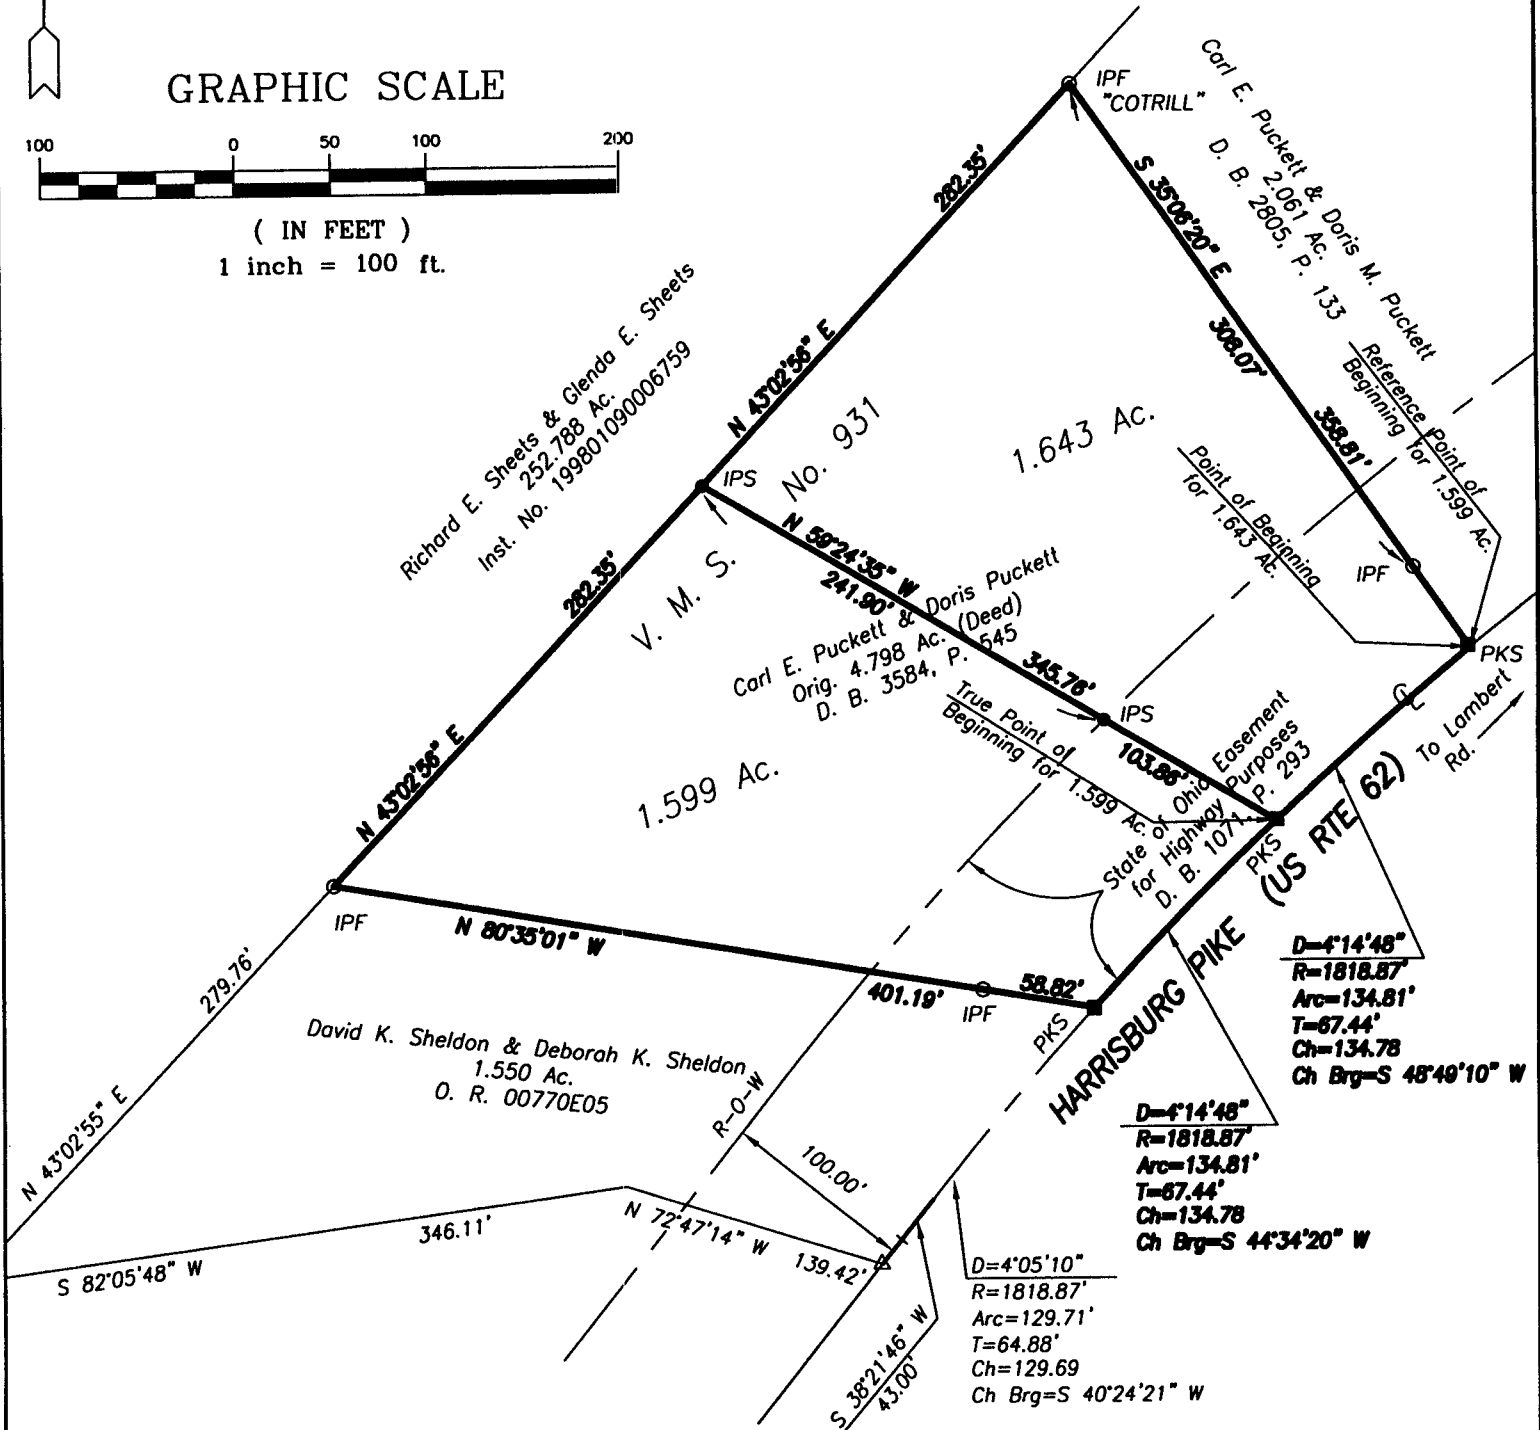 GRAPHIC SCALE
100 0 50 100 200
( IN FEET )
1 inch = 100 ft.
IPF
"COTRILL"
Carl E. Puckett & Doris M. Puckett
2.061 Ac.
D. B. 2805, P. 133
S 35°06'20" E
308.07'
358.81'
282.35'
N 43°02'56" E
Richard E. Sheets & Glenda E. Sheets
252.788 Ac.
Inst. No. 199801090006759
IPS
V. M. S. No. 931
1.643 Ac.
Reference Point of
Beginning for 1.599 Ac.
Point of Beginning
for 1.643 Ac.
IPF
PKS
N 59°24'35" W
241.90'
345.76'
IPS
103.86'
Carl E. Puckett & Doris Puckett
Orig. 4.798 Ac. (Deed)
D. B. 3584, P. 545
True Point of
Beginning for 1.599 Ac.
State of Ohio Easement
for Highway Purposes
D. B. 1071, P. 293
To Lambert
Rd.
CL
PKS
HARRISBURG PIKE (US RTE 62)
282.35'
N 43°02'56" E
1.599 Ac.
IPF
N 80°35'01" W
401.19'
58.82'
IPF
PKS
D=4°14'48"
R=1818.87'
Arc=134.81'
T=67.44'
Ch=134.78
Ch Brg=S 48°49'10" W
D=4°14'48"
R=1818.87'
Arc=134.81'
T=67.44'
Ch=134.78
Ch Brg=S 44°34'20" W
279.76'
N 43°02'55" E
David K. Sheldon & Deborah K. Sheldon
1.550 Ac.
O. R. 00770E05
R-O-W
100.00'
346.11'
S 82°05'48" W
N 72°47'14" W
139.42'
S 38°21'46" W
43.00'
D=4°05'10"
R=1818.87'
Arc=129.71'
T=64.88'
Ch=129.69
Ch Brg=S 40°24'21" W